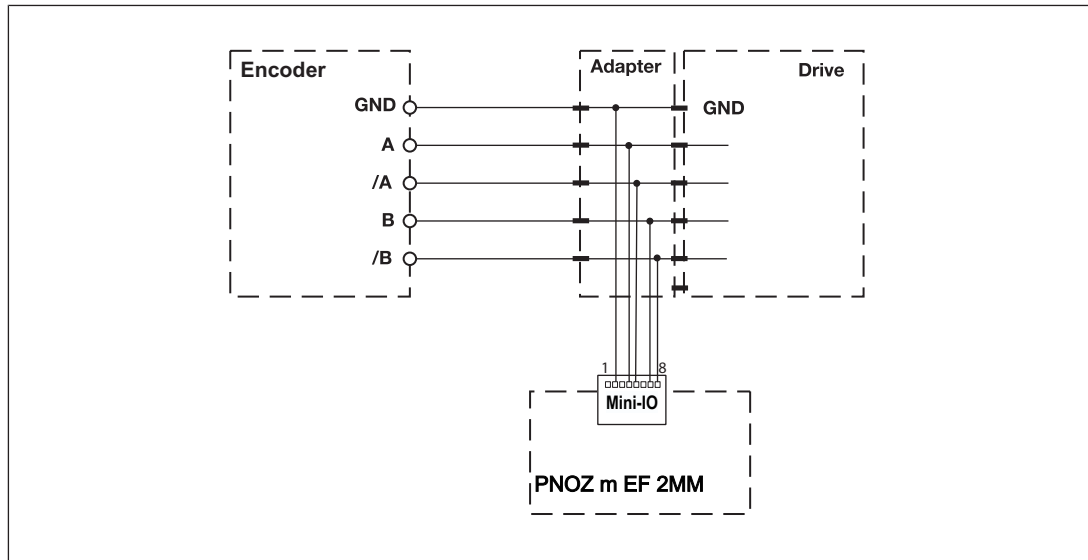 Encoder
Adapter
Drive
GND
GND
A
/A
B
/B
1 8
Mini-IO
PNOZ m EF 2MM